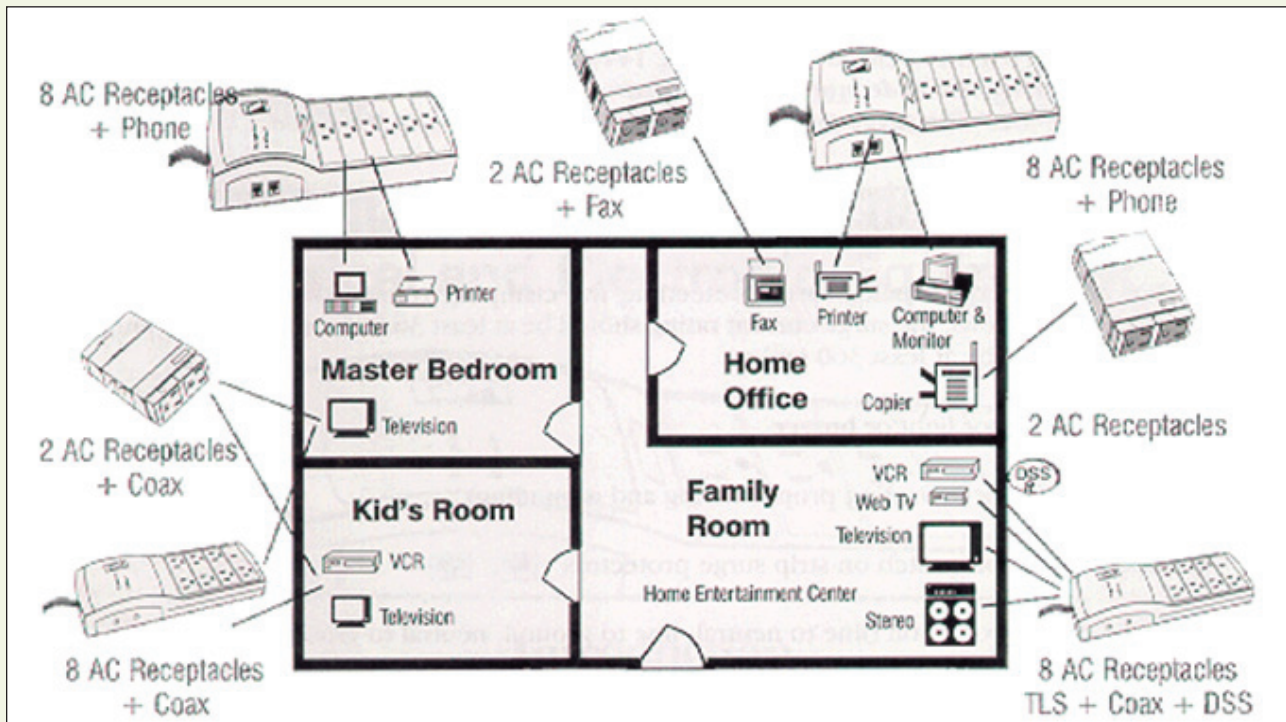 8 AC Receptacles
+ Phone
2 AC Receptacles
+ Fax
8 AC Receptacles
+ Phone
Computer
Printer
Master Bedroom
Television
Fax
Printer
Computer &
Monitor
Home
Office
Copier
2 AC Receptacles
2 AC Receptacles
+ Coax
Kid's Room
VCR
Television
Family
Room
VCR
Web TV
Television
DSS
Home Entertainment Center
Stereo
8 AC Receptacles
+ Coax
8 AC Receptacles
TLS + Coax + DSS